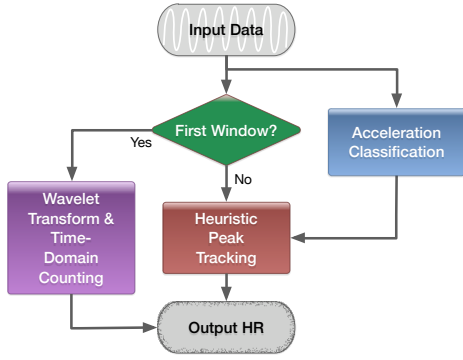 Input Data
First Window?
Acceleration
Classification
Yes
No
Wavelet
Transform &
Time-
Domain
Counting
Heuristic
Peak
Tracking
Output HR